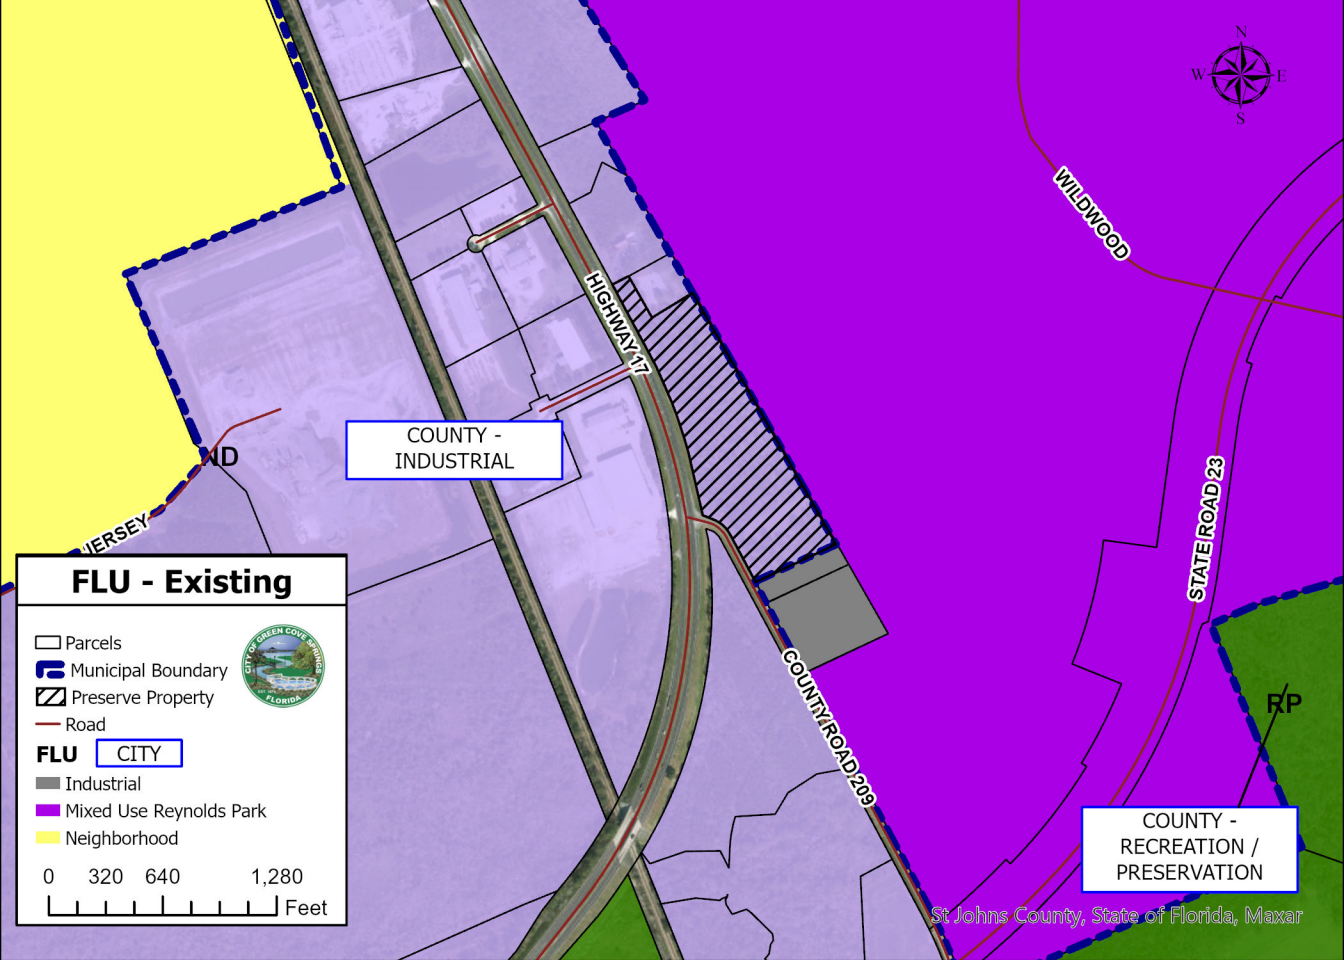 N
W
E
S
WILDWOOD
HIGHWAY 17
COUNTY -
INDUSTRIAL
ND
JERSEY
STATE ROAD 23
COUNTY ROAD 209
RP
COUNTY -
RECREATION /
PRESERVATION
St Johns County, State of Florida, Maxar
FLU - Existing
Parcels
Municipal Boundary
Preserve Property
Road
FLU CITY
Industrial
Mixed Use Reynolds Park
Neighborhood
CITY OF GREEN COVE SPRINGS
FLORIDA
0 320 640 1,280
Feet